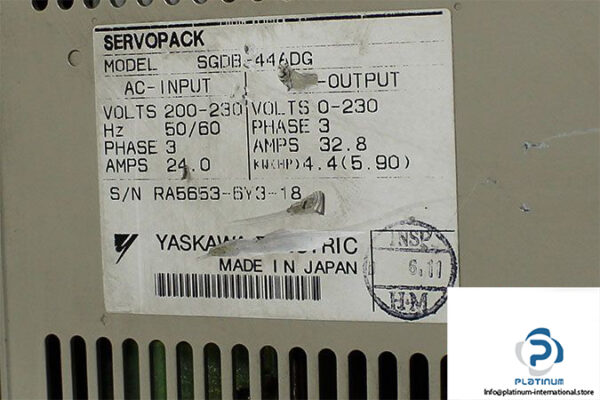 SERVOPACK
MODEL SGDB-44ADG
AC-INPUT -OUTPUT
VOLTS 200-230 VOLTS 0-230
Hz 50/60 PHASE 3
PHASE 3 AMPS 32.8
AMPS 24.0 KW(HP) 4.4(5.90)
S/N RA5653-6Y3-18
YASKAWA ELECTRIC
MADE IN JAPAN
INSP.
6.11
H·M
PLATINUM
Info@platinum-international.store